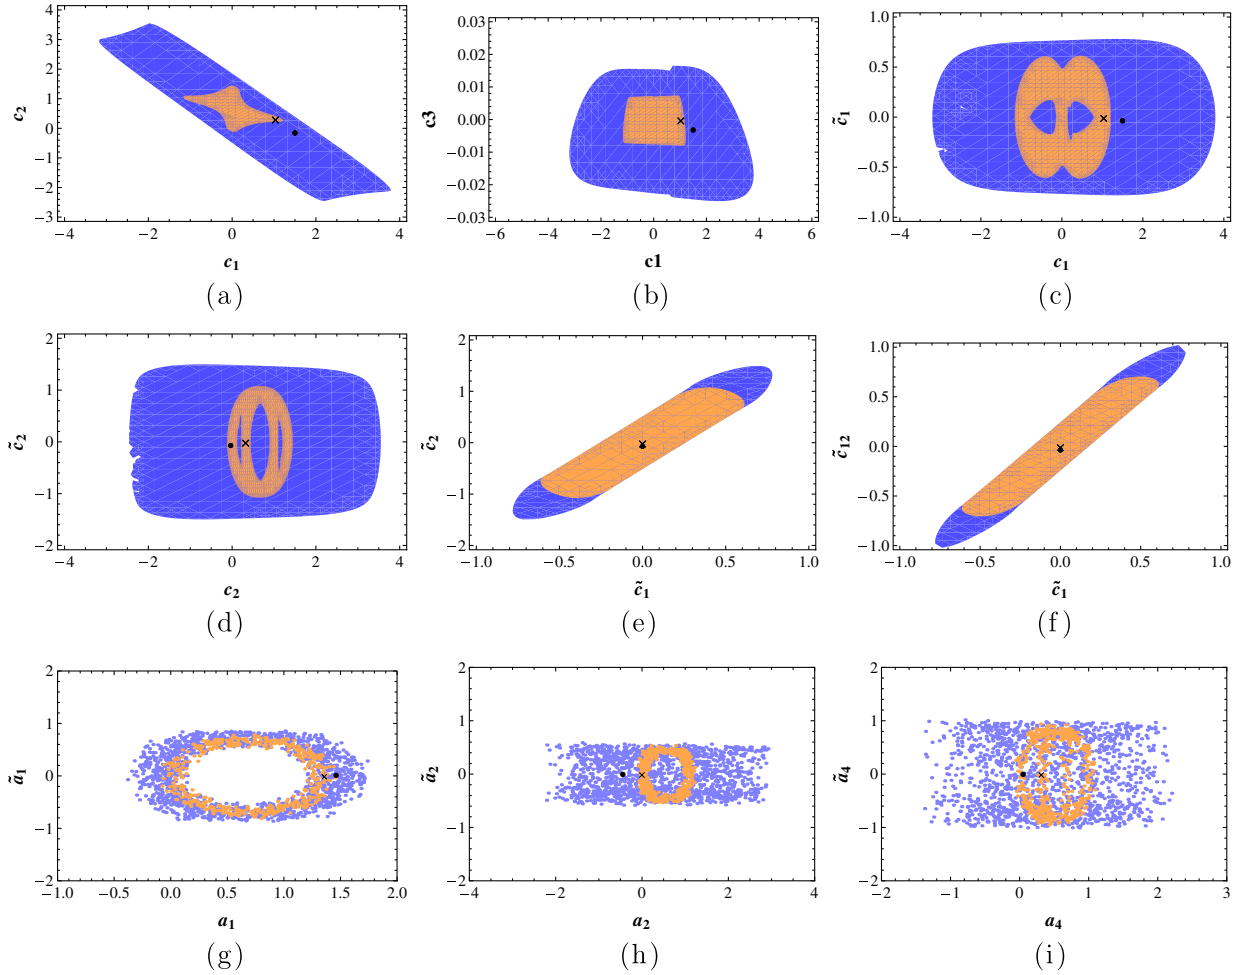 4
3
2
1
0
−1
−2
−3
c₂
−4 −2 0 2 4
c₁
(a)
0.03
0.02
0.01
0.00
−0.01
−0.02
−0.03
c3
−6 −4 −2 0 2 4 6
c1
(b)
1.0
0.5
0.0
−0.5
−1.0
c̃₁
−4 −2 0 2 4
c₁
(c)
2
1
0
−1
−2
c̃₂
−4 −2 0 2 4
c₂
(d)
2
1
0
−1
−2
c̃₂
−1.0 −0.5 0.0 0.5 1.0
c̃₁
(e)
1.0
0.5
0.0
−0.5
−1.0
c̃₁₂
−1.0 −0.5 0.0 0.5 1.0
c̃₁
(f)
2
1
0
−1
−2
ã₁
−1.0 −0.5 0.0 0.5 1.0 1.5 2.0
a₁
(g)
2
1
0
−1
−2
ã₂
−4 −2 0 2 4
a₂
(h)
2
1
0
−1
−2
ã₄
−2 −1 0 1 2 3
a₄
(i)